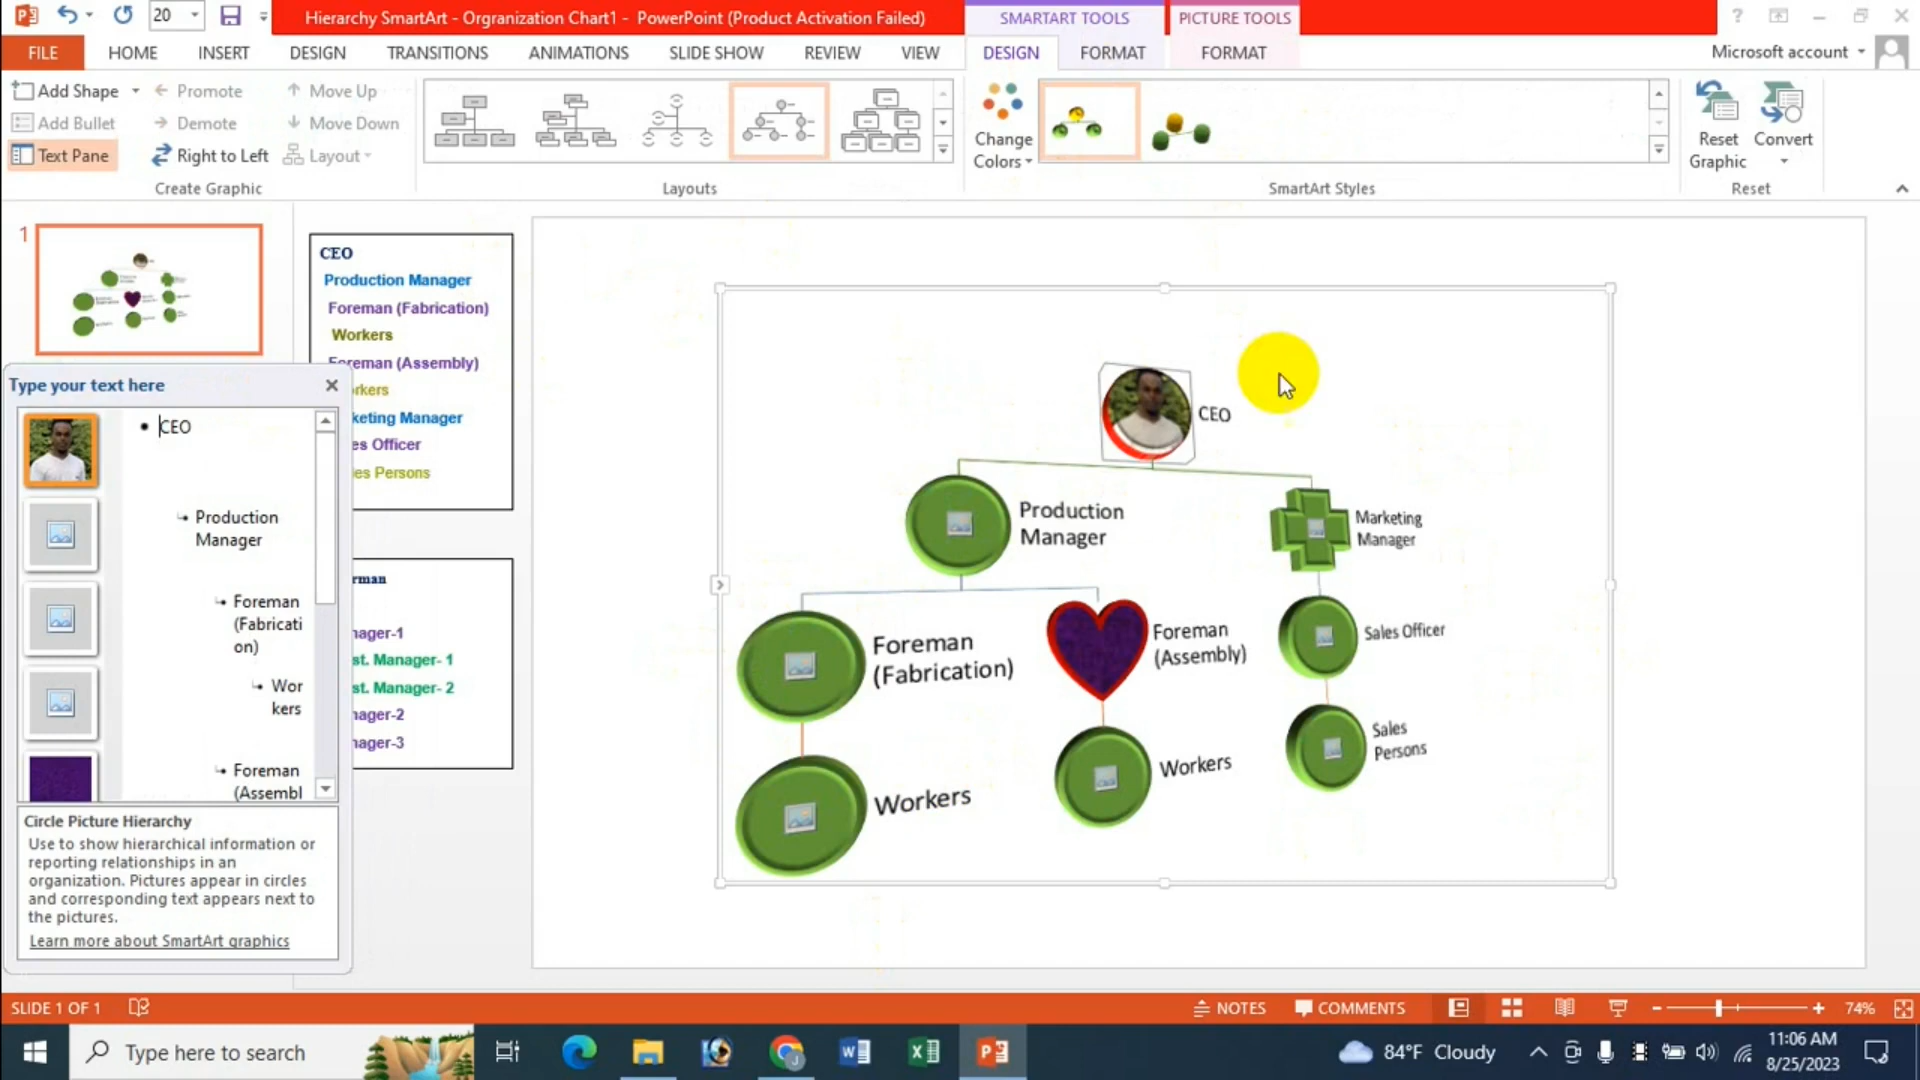 20
Hierarchy SmartArt - Orgranization Chart1 - PowerPoint (Product Activation Failed)
SMARTART TOOLS
PICTURE TOOLS
?
FILE
HOME
INSERT
DESIGN
TRANSITIONS
ANIMATIONS
SLIDE SHOW
REVIEW
VIEW
DESIGN
FORMAT
FORMAT
Microsoft account
Add Shape
Promote
Move Up
Add Bullet
Demote
Move Down
Text Pane
Right to Left
Layout
Create Graphic
Layouts
Change
Colors
SmartArt Styles
Reset
Graphic
Convert
Reset
1
CEO
Production Manager
Foreman (Fabrication)
Workers
Foreman (Assembly)
rkers
keting Manager
es Officer
es Persons
rman
nager-1
st. Manager- 1
st. Manager- 2
nager-2
nager-3
Type your text here
CEO
Production
Manager
Foreman
(Fabricati
on)
Wor
kers
Foreman
(Assembl
Circle Picture Hierarchy
Use to show hierarchical information or
reporting relationships in an
organization. Pictures appear in circles
and corresponding text appears next to
the pictures.
Learn more about SmartArt graphics
CEO
Production
Manager
Marketing
Manager
Foreman
(Fabrication)
Foreman
(Assembly)
Sales Officer
Workers
Workers
Sales
Persons
SLIDE 1 OF 1
NOTES
COMMENTS
74%
Type here to search
84°F Cloudy
11:06 AM
8/25/2023